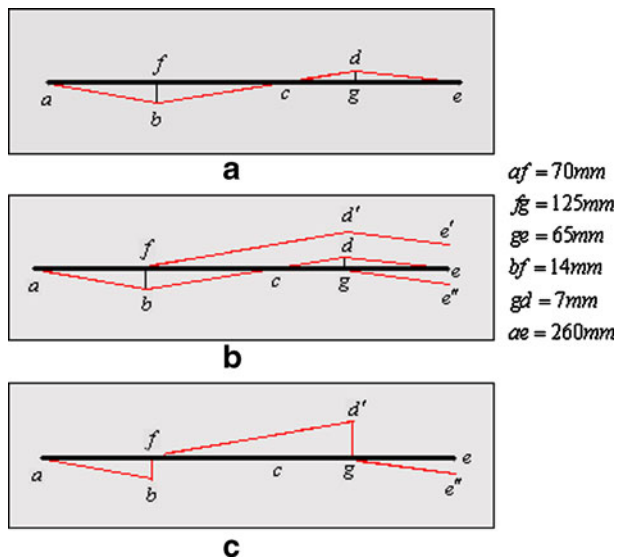 f
d
a
b
c
g
e
a
af = 70mm
fg = 125mm
ge = 65mm
bf = 14mm
gd = 7mm
ae = 260mm
d'
e'
f
d
a
b
c
g
e
e"
b
d'
f
a
b
c
g
e
e"
c